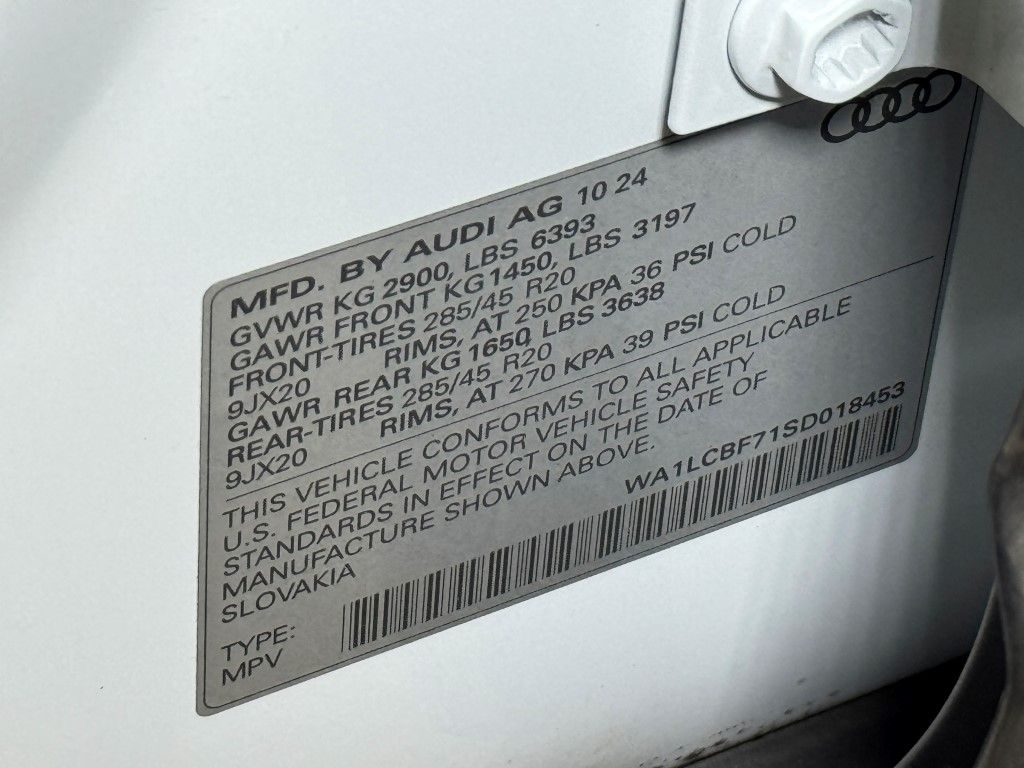 MFD. BY AUDI AG 10 24
GVWR KG 2900, LBS 6393
GAWR FRONT KG 1450, LBS 3197
FRONT-TIRES 285/45 R20
9JX20 RIMS, AT 250 KPA 36 PSI COLD
GAWR REAR KG 1650, LBS 3638
REAR-TIRES 285/45 R20
9JX20 RIMS, AT 270 KPA 39 PSI COLD
THIS VEHICLE CONFORMS TO ALL APPLICABLE
U.S. FEDERAL MOTOR VEHICLE SAFETY
STANDARDS IN EFFECT ON THE DATE OF
MANUFACTURE SHOWN ABOVE.
SLOVAKIA
WA1LCBF71SD018453
TYPE:
MPV